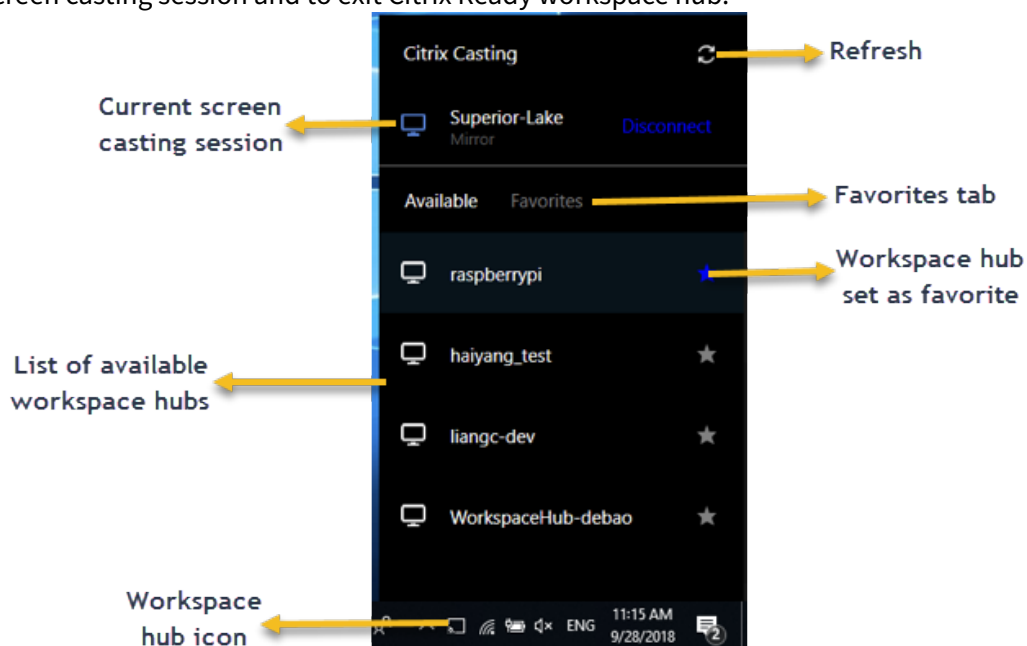 screen casting session and to exit Citrix Ready workspace hub.
Citrix Casting
Refresh
Current screen
casting session
Superior-Lake
Mirror
Disconnect
Available Favorites
Favorites tab
raspberrypi
Workspace hub
set as favorite
haiyang_test
List of available
workspace hubs
liangc-dev
WorkspaceHub-debao
Workspace
hub icon
ENG
11:15 AM
9/28/2018
2